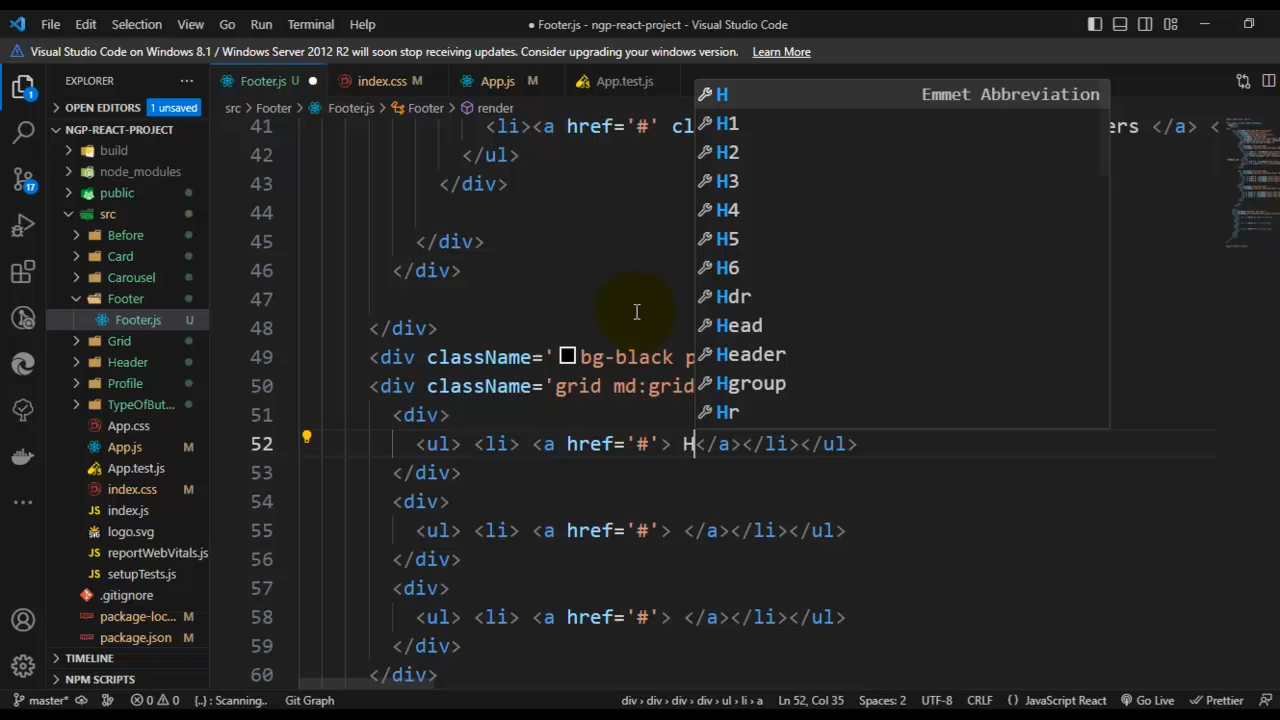 File Edit Selection View Go Run Terminal Help
● Footer.js - ngp-react-project - Visual Studio Code
Visual Studio Code on Windows 8.1 / Windows Server 2012 R2 will soon stop receiving updates. Consider upgrading your windows version. Learn More
EXPLORER
OPEN EDITORS 1 unsaved
NGP-REACT-PROJECT
build
node_modules
public
src
Before
Card
Carousel
Footer
Footer.js U
Grid
Header
Profile
TypeOfBut...
App.css
App.js M
App.test.js
index.css M
index.js
logo.svg
reportWebVitals.js
setupTests.js
.gitignore
package-loc... M
package.json M
TIMELINE
NPM SCRIPTS
1
17
Footer.js U ● index.css M App.js M App.test.js
src > Footer > Footer.js > Footer > render
41 <li><a href='#' cl ers </a> <
42 </ul>
43 </div>
44
45 </div>
46 </div>
47
48 </div>
49 <div className='bg-black p
50 <div className='grid md:grid
51 <div>
52 <ul> <li> <a href='#'> H</a></li></ul>
53 </div>
54 <div>
55 <ul> <li> <a href='#'> </a></li></ul>
56 </div>
57 <div>
58 <ul> <li> <a href='#'> </a></li></ul>
59 </div>
60 </div>
H Emmet Abbreviation
H1
H2
H3
H4
H5
H6
Hdr
Head
Header
Hgroup
Hr
master* 0 0 {..} : Scanning.. Git Graph div › div › div › div › ul › li › a Ln 52, Col 35 Spaces: 2 UTF-8 CRLF {} JavaScript React Go Live Prettier